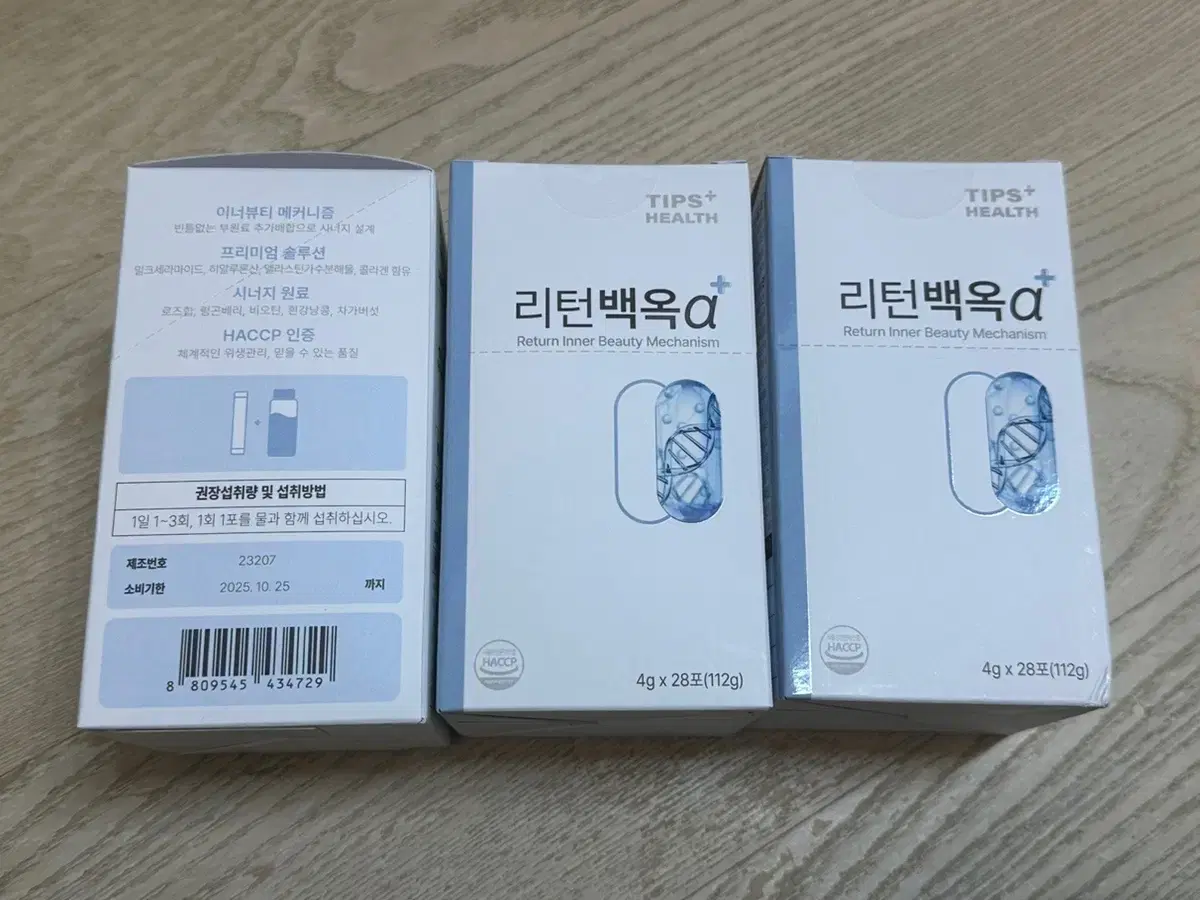 이너뷰티 메커니즘
빈틈없는 부원료 추가배합으로 시너지 설계
프리미엄 솔루션
밀크세라마이드, 히알루론산, 엘라스틴가수분해물, 콜라겐 함유
시너지 원료
로즈힙, 링곤베리, 비오틴, 흰강낭콩, 차가버섯
HACCP 인증
체계적인 위생관리, 믿을 수 있는 품질
권장섭취량 및 섭취방법
1일 1~3회, 1회 1포를 물과 함께 섭취하십시오.
제조번호 23207
소비기한 2025. 10. 25 까지
8 809545 434729
TIPS+
HEALTH
리턴백옥α+
Return Inner Beauty Mechanism
HACCP
4g x 28포(112g)
TIPS+
HEALTH
리턴백옥α+
Return Inner Beauty Mechanism
HACCP
4g x 28포(112g)